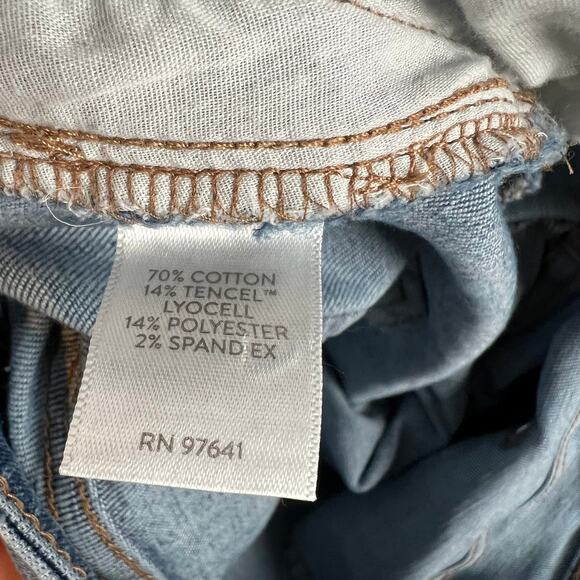 70% COTTON
14% TENCEL™
LYOCELL
14% POLYESTER
2% SPANDEX
RN 97641